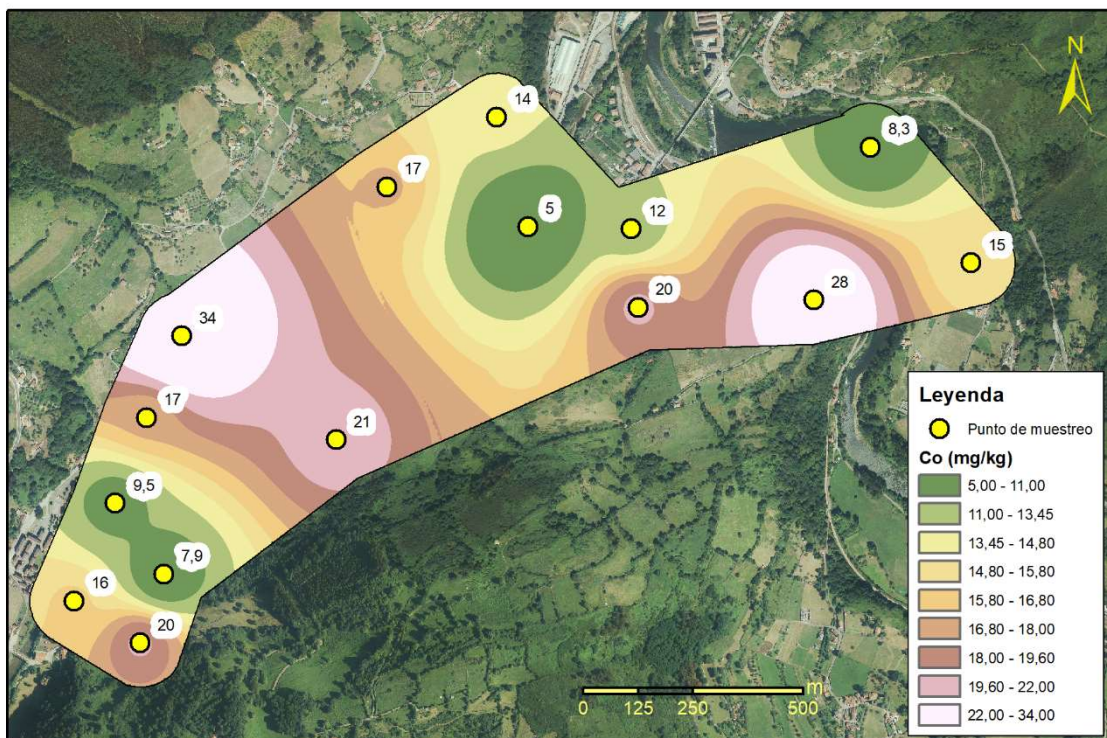 N
14
8,3
17
5
12
15
20
28
34
17
21
9,5
7,9
16
20
Leyenda
Punto de muestreo
Co (mg/kg)
5,00 - 11,00
11,00 - 13,45
13,45 - 14,80
14,80 - 15,80
15,80 - 16,80
16,80 - 18,00
18,00 - 19,60
19,60 - 22,00
22,00 - 34,00
m
0 125 250 500